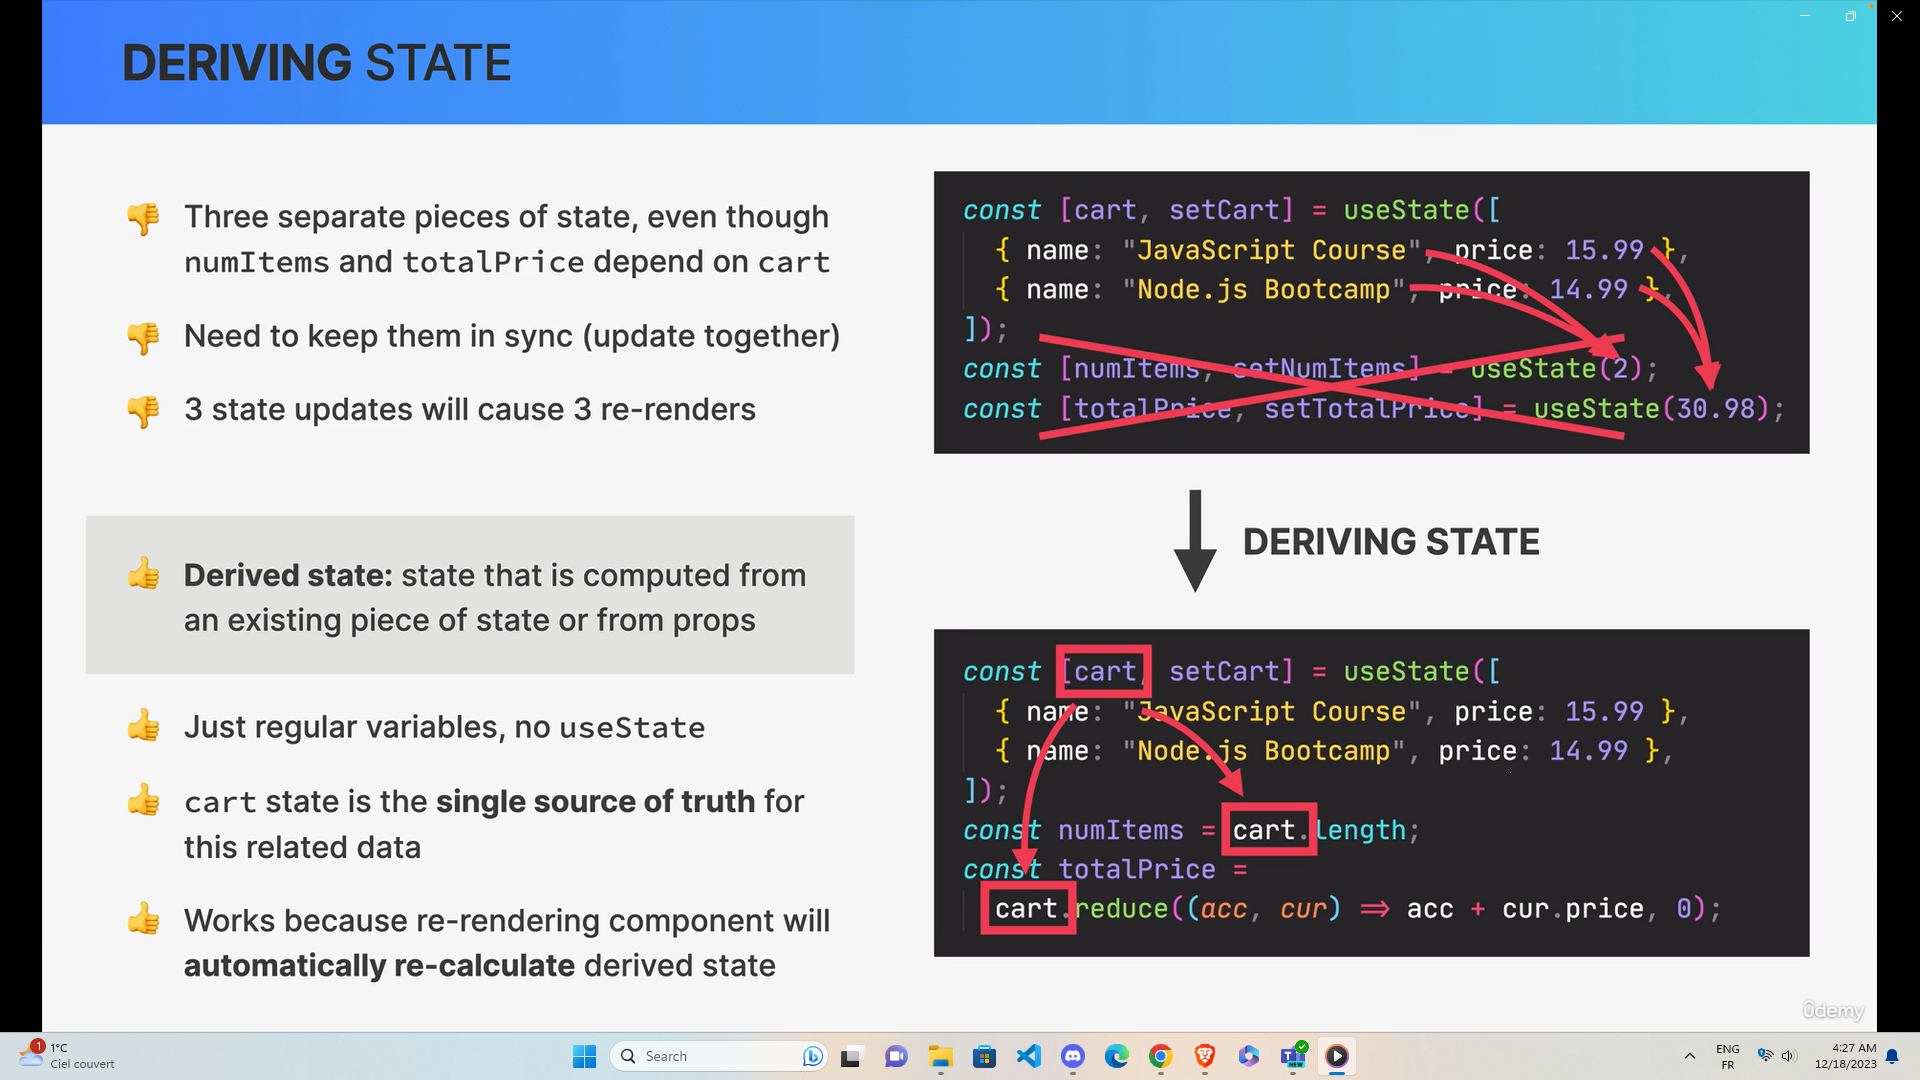 DERIVING STATE
Three separate pieces of state, even though
numItems and totalPrice depend on cart
Need to keep them in sync (update together)
3 state updates will cause 3 re-renders
Derived state: state that is computed from
an existing piece of state or from props
Just regular variables, no useState
cart state is the single source of truth for
this related data
Works because re-rendering component will
automatically re-calculate derived state
const [cart, setCart] = useState([
{ name: "JavaScript Course", price: 15.99 },
{ name: "Node.js Bootcamp", price: 14.99 },
]);
const [numItems, setNumItems] = useState(2);
const [totalPrice, setTotalPrice] = useState(30.98);
DERIVING STATE
const [cart, setCart] = useState([
{ name: "JavaScript Course", price: 15.99 },
{ name: "Node.js Bootcamp", price: 14.99 },
]);
const numItems = cart.length;
const totalPrice =
cart.reduce((acc, cur) => acc + cur.price, 0);
ûdemy
1
1°C
Ciel couvert
Search
NEW
ENG
FR
4:27 AM
12/18/2023